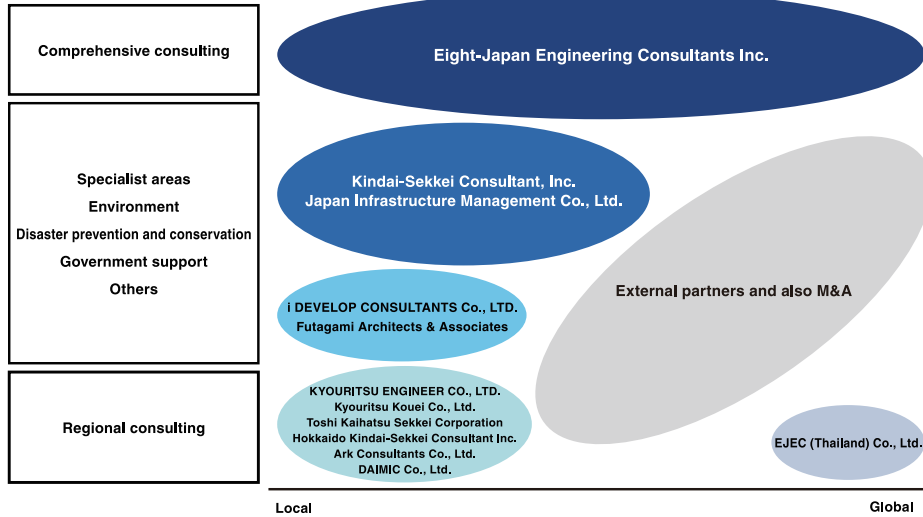 Comprehensive consulting
Eight-Japan Engineering Consultants Inc.
Specialist areas
Environment
Disaster prevention and conservation
Government support
Others
Kindai-Sekkei Consultant, Inc.
Japan Infrastructure Management Co., Ltd.
i DEVELOP CONSULTANTS Co., LTD.
Futagami Architects & Associates
External partners and also M&A
Regional consulting
KYOURITSU ENGINEER CO., LTD.
Kyouritsu Kouei Co., Ltd.
Toshi Kaihatsu Sekkei Corporation
Hokkaido Kindai-Sekkei Consultant Inc.
Ark Consultants Co., Ltd.
DAIMIC Co., Ltd.
EJEC (Thailand) Co., Ltd.
Local
Global